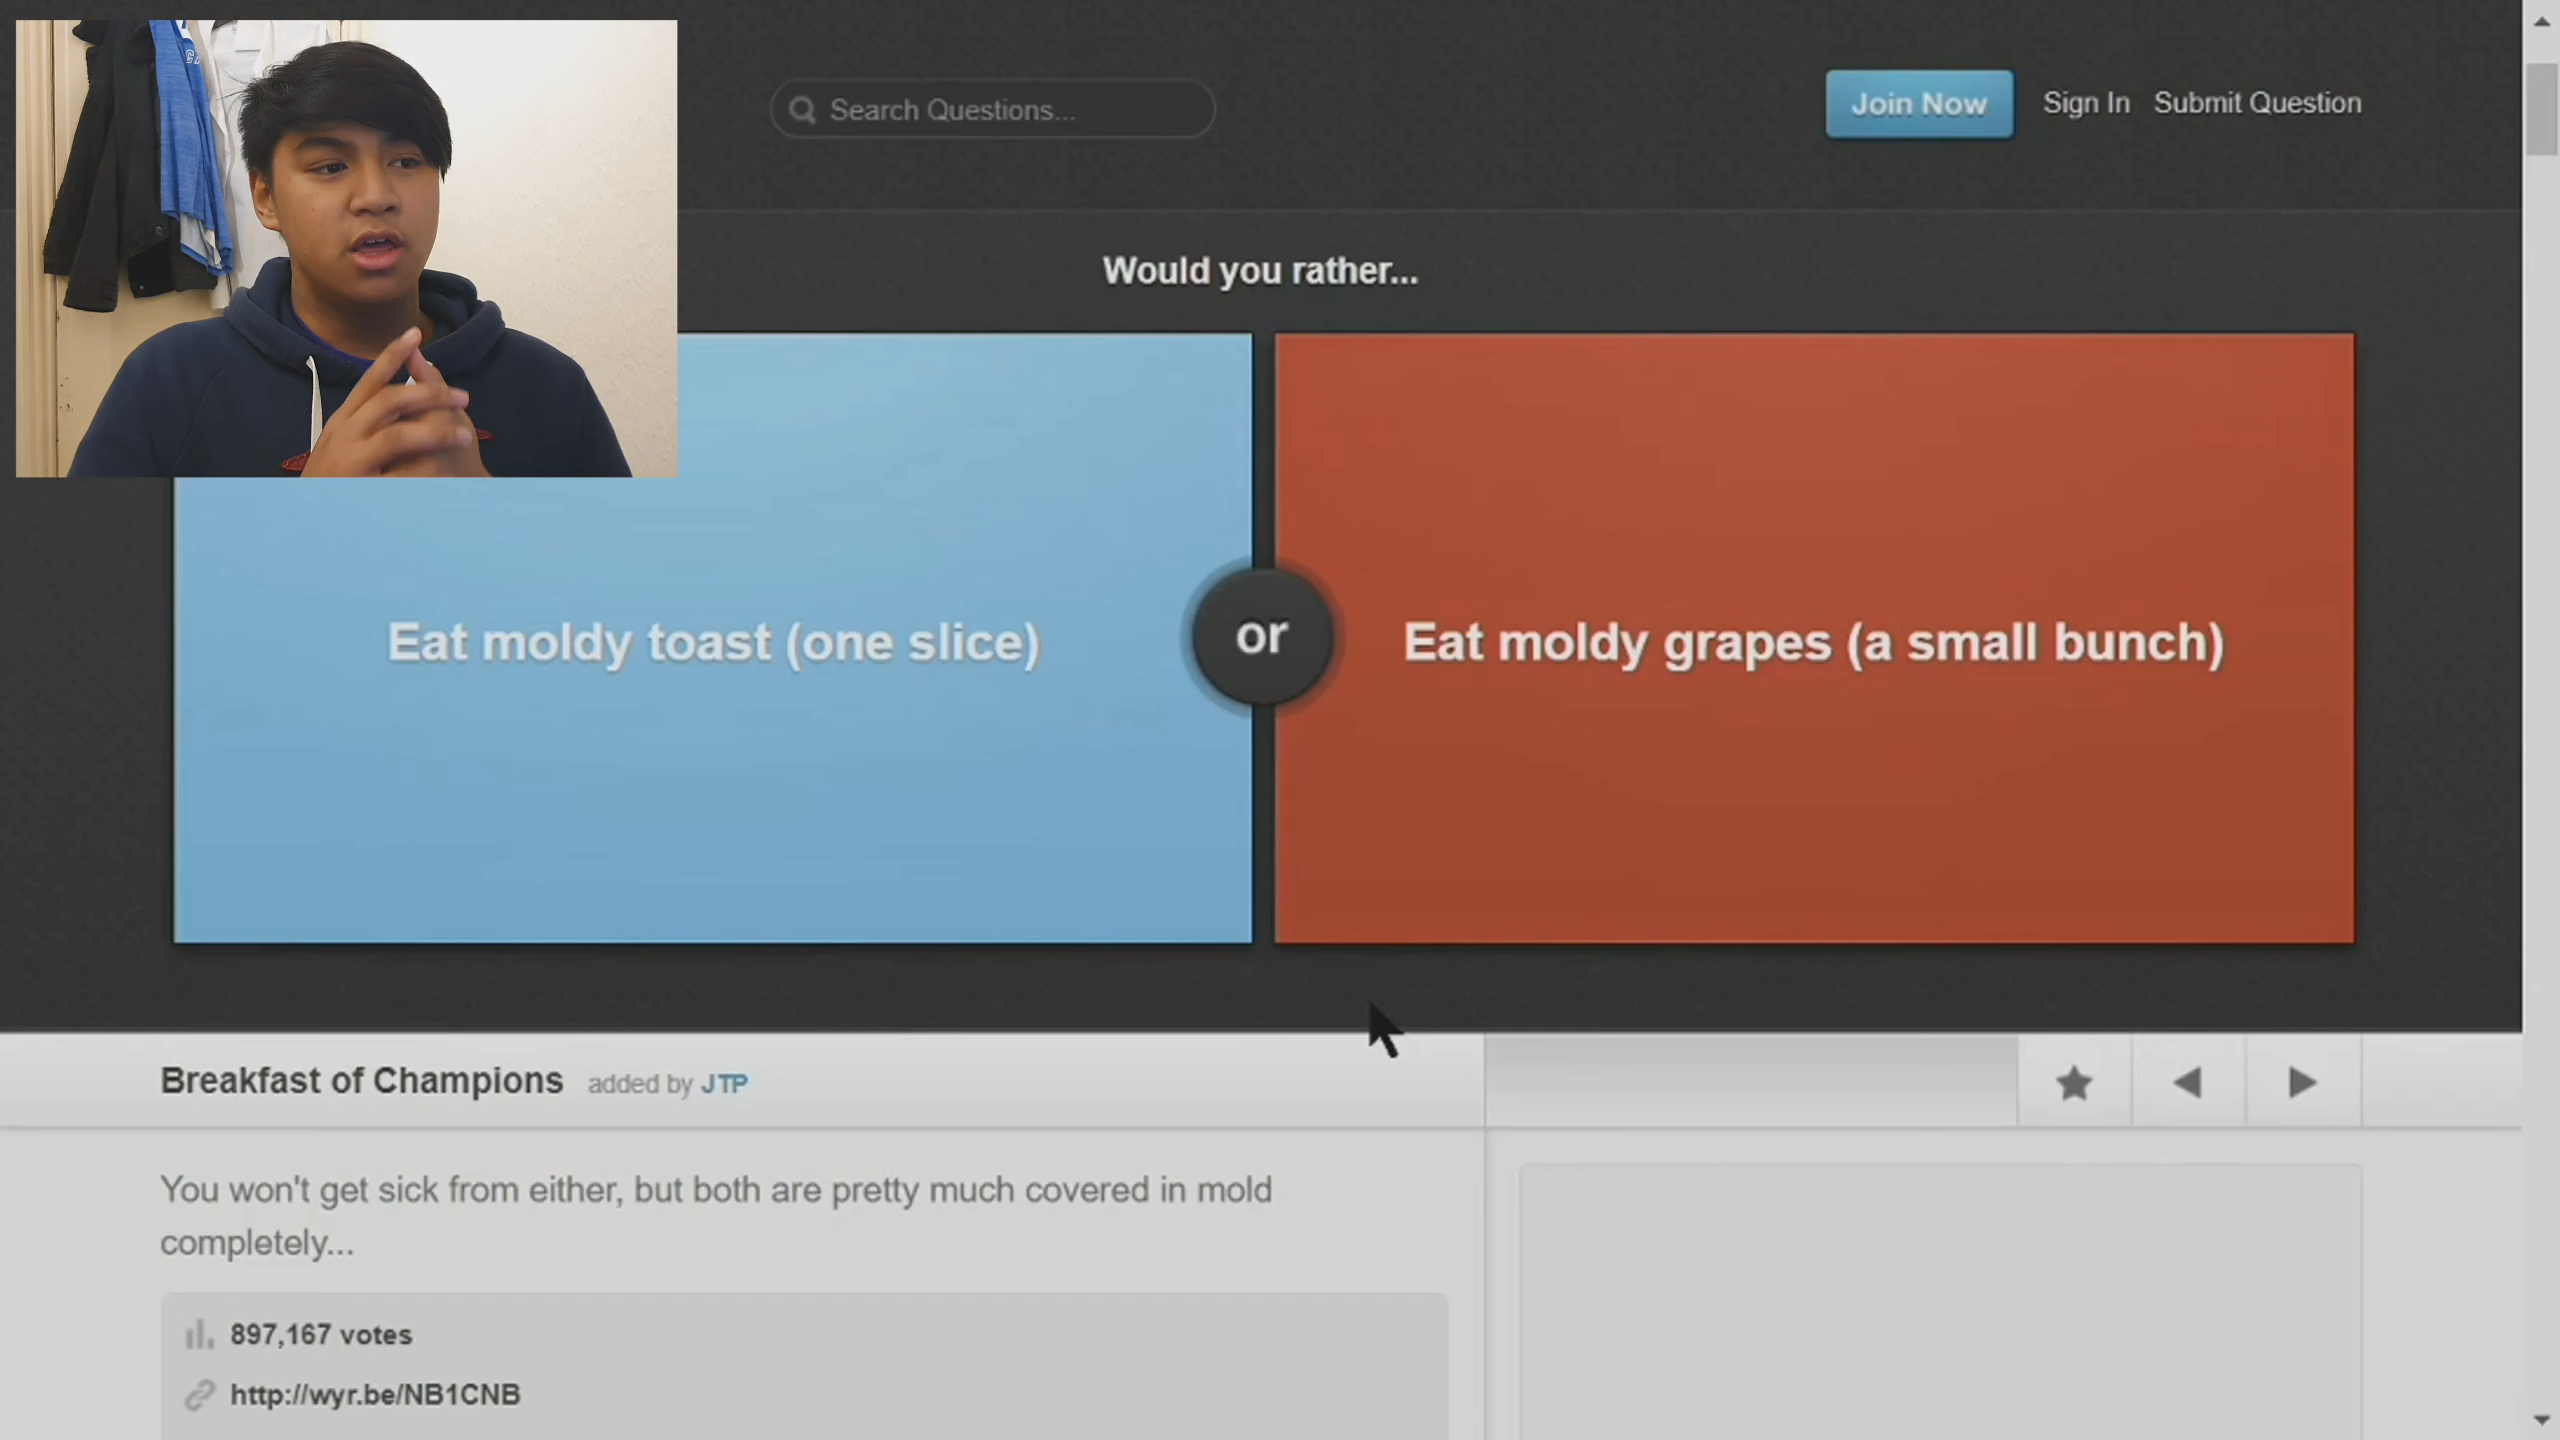 Search Questions...
Join Now
Sign In
Submit Question
Would you rather...
Eat moldy toast (one slice)
or
Eat moldy grapes (a small bunch)
Breakfast of Champions added by JTP
You won't get sick from either, but both are pretty much covered in mold
completely...
897,167 votes
http://wyr.be/NB1CNB